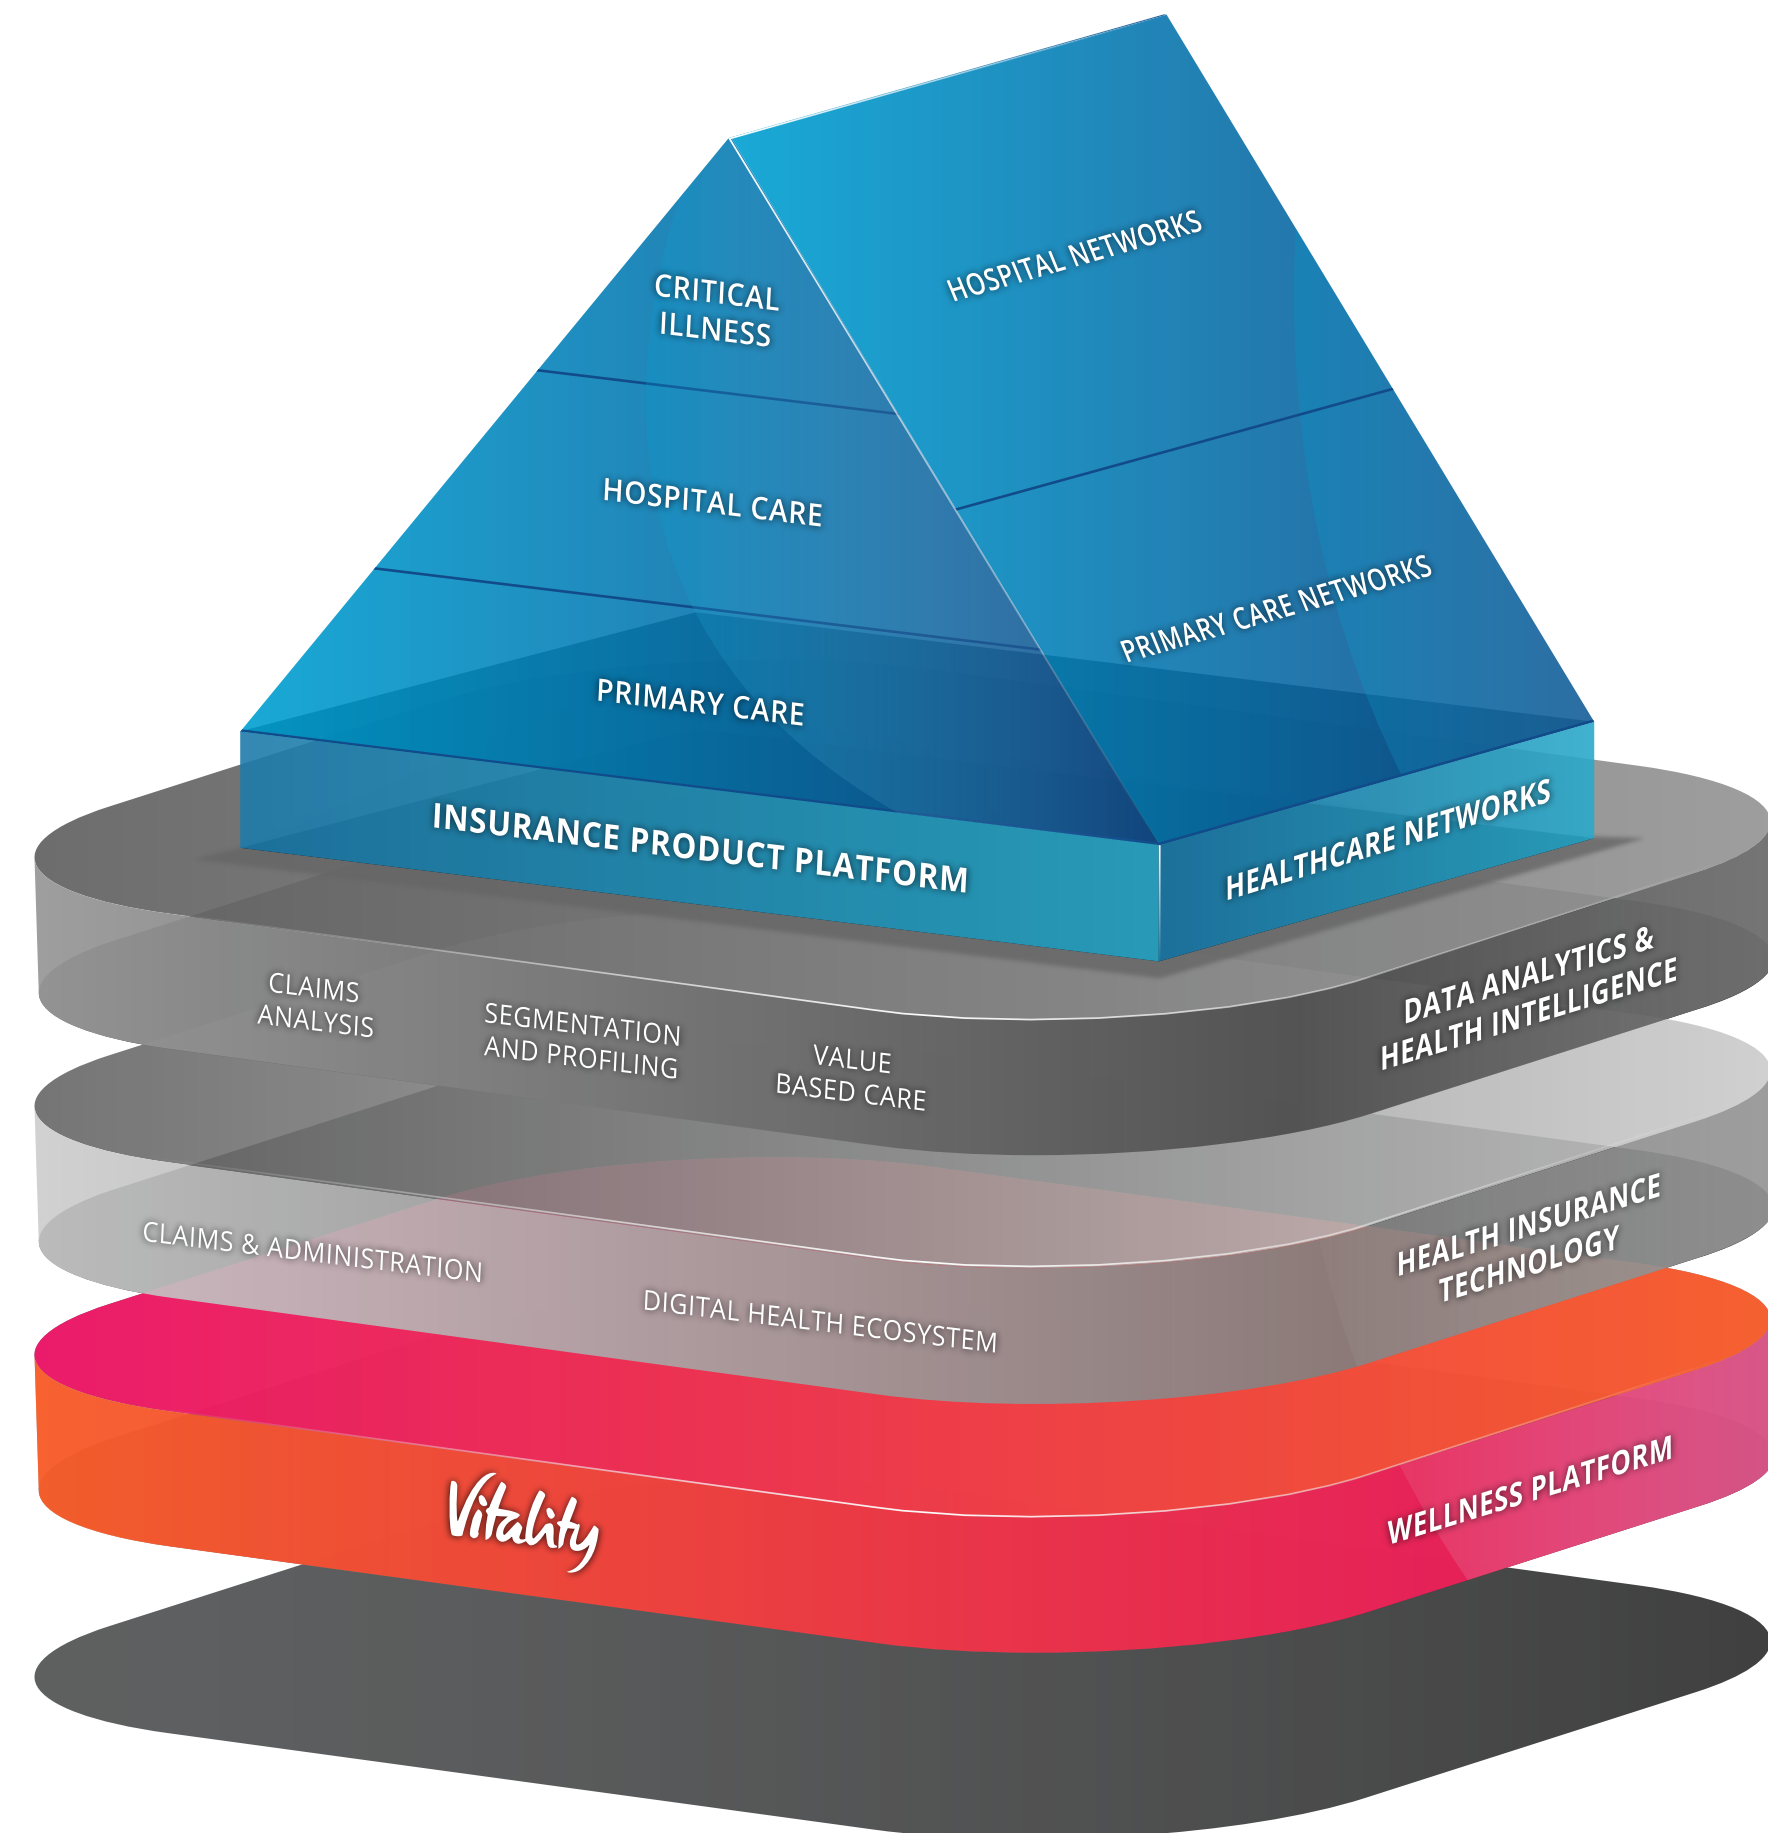 HOSPITAL NETWORKS
CRITICAL
ILLNESS
HOSPITAL CARE
PRIMARY CARE NETWORKS
PRIMARY CARE
INSURANCE PRODUCT PLATFORM
HEALTHCARE NETWORKS
CLAIMS
ANALYSIS
SEGMENTATION
AND PROFILING
VALUE
BASED CARE
DATA ANALYTICS &
HEALTH INTELLIGENCE
CLAIMS & ADMINISTRATION
DIGITAL HEALTH ECOSYSTEM
HEALTH INSURANCE
TECHNOLOGY
Vitality
WELLNESS PLATFORM